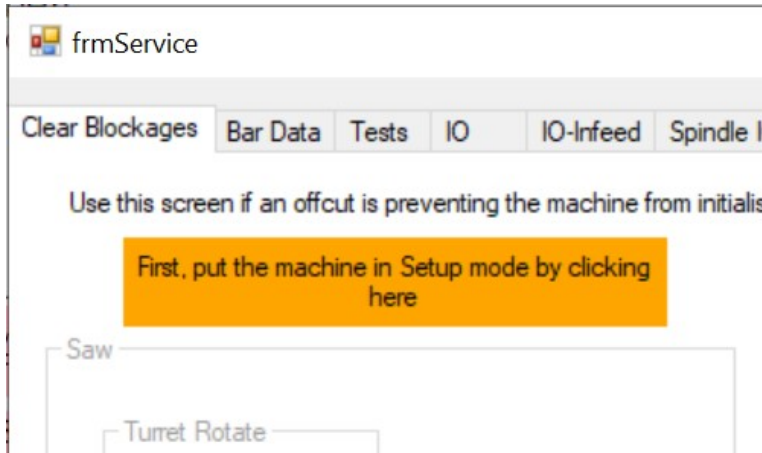 frmService
Clear Blockages Bar Data Tests IO IO-Infeed Spindle
Use this screen if an offcut is preventing the machine from
First, put the machine in Setup mode by clicking
here
Saw
Turret Rotate